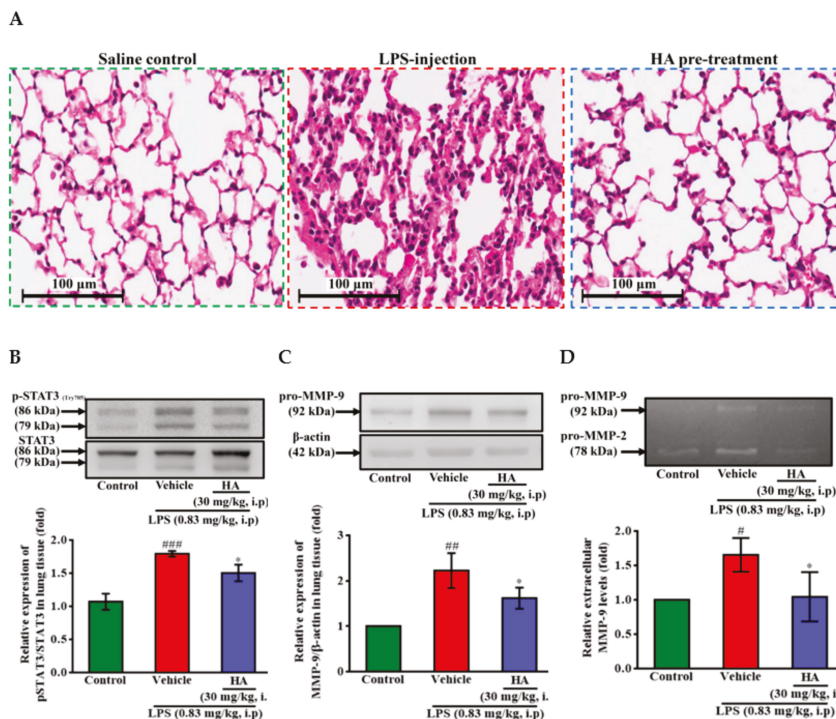 A
Saline control
LPS-injection
HA pre-treatment
100 µm
100 µm
100 µm
B
p-STAT3 (Try705)
(86 kDa)
(79 kDa)
STAT3
(86 kDa)
(79 kDa)
Control
Vehicle
HA
(30 mg/kg, i.p)
LPS (0.83 mg/kg, i.p)
Relative expression of
pSTAT3/STAT3 in lung tissue (fold)
2.0
1.5
1.0
0.5
0.0
###
*
Control
Vehicle
HA
(30 mg/kg, i.
LPS (0.83 mg/kg, i.p)
C
pro-MMP-9
(92 kDa)
β-actin
(42 kDa)
Control
Vehicle
HA
(30 mg/kg, i.p)
LPS (0.83 mg/kg, i.p)
Relative expression of
MMP-9/β-actin in lung tissue (fold)
3
2
1
0
##
*
Control
Vehicle
HA
(30 mg/kg, i.
LPS (0.83 mg/kg, i.p)
D
pro-MMP-9
(92 kDa)
pro-MMP-2
(78 kDa)
Control
Vehicle
HA
(30 mg/kg, i.p)
LPS (0.83 mg/kg, i.p)
Relative extracellular
MMP-9 levels (fold)
2.0
1.5
1.0
0.5
0.0
#
*
Control
Vehicle
HA
(30 mg/kg, i.
LPS (0.83 mg/kg, i.p)